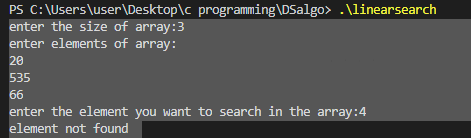 PS C:\Users\user\Desktop\c programming\DSalgo> .\linearsearch
enter the size of array:3
enter elements of array:
20
535
66
enter the element you want to search in the array:4
element not found